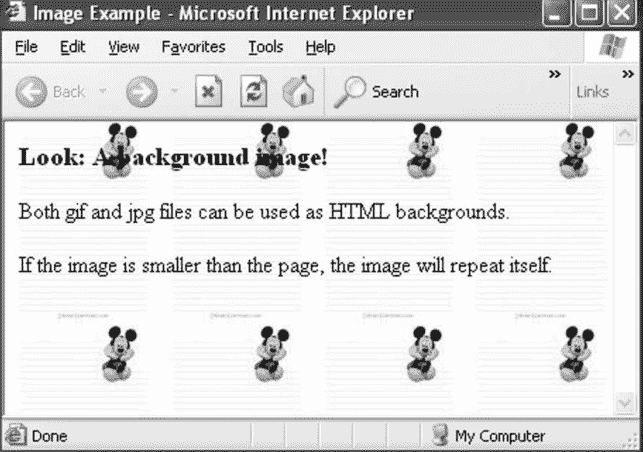 Image Example - Microsoft Internet Explorer
File Edit View Favorites Tools Help
Back Search » Links »
Look: A background image!
Both gif and jpg files can be used as HTML backgrounds.
If the image is smaller than the page, the image will repeat itself.
Done My Computer